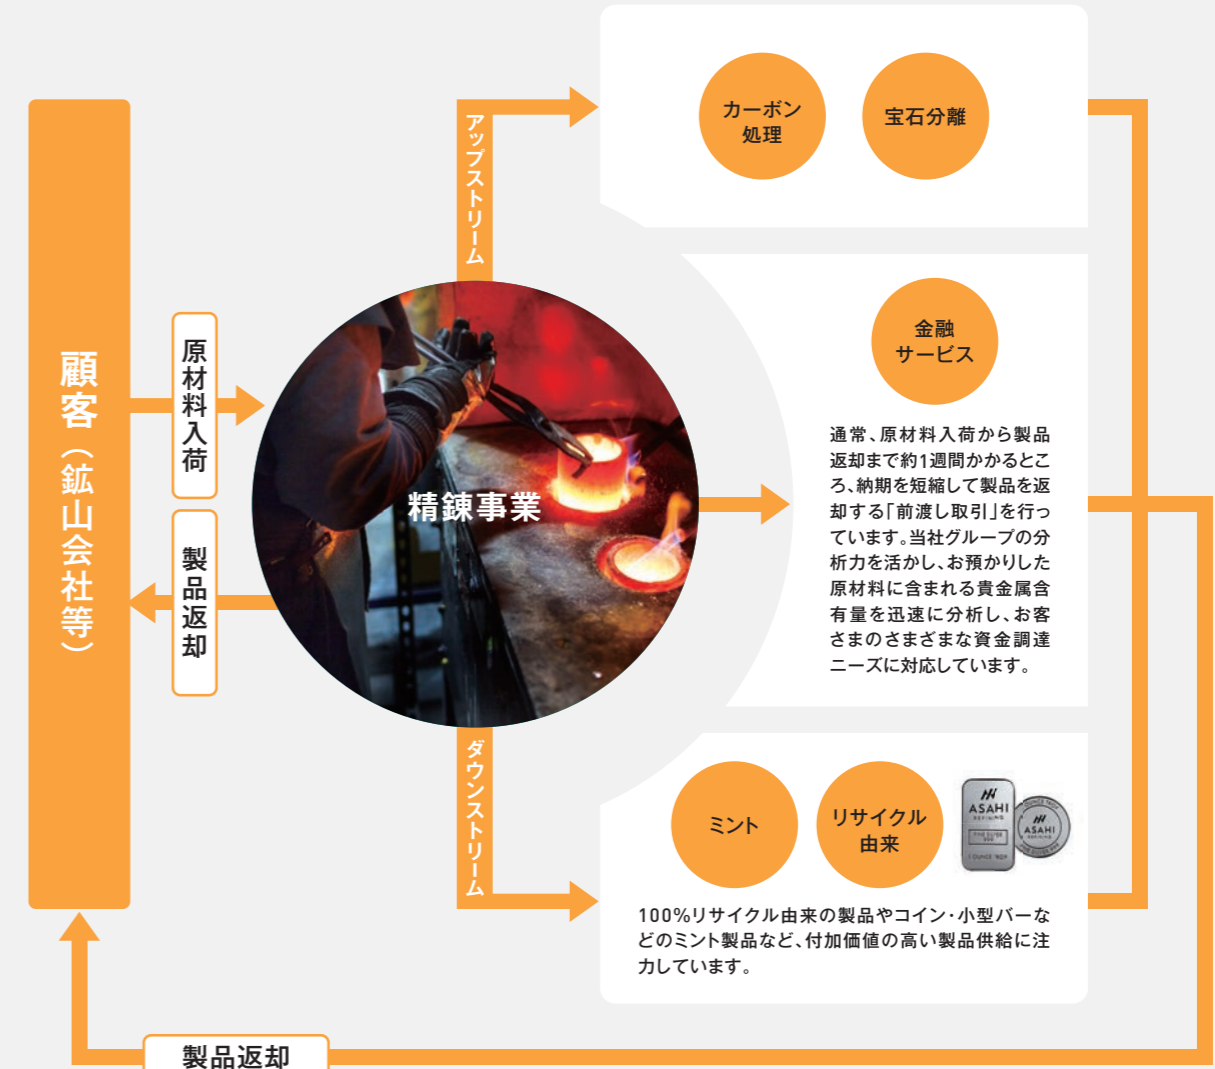 顧客（鉱山会社等）
原材料入荷
製品返却
アップストリーム
精錬事業
ダウンストリーム
カーボン
処理
宝石分離
金融
サービス
通常、原材料入荷から製品
返却まで約1週間かかるとこ
ろ、納期を短縮して製品を返
却する「前渡し取引」を行っ
ています。当社グループの分
析力を活かし、お預かりした
原材料に含まれる貴金属含
有量を迅速に分析し、お客
さまのさまざまな資金調達
ニーズに対応しています。
ミント
リサイクル
由来
ASAHI
REFINING
FINE SILVER
999
1 OUNCE TROY
ASAHI
REFINING
100%リサイクル由来の製品やコイン・小型バーな
どのミント製品など、付加価値の高い製品供給に注
力しています。
製品返却